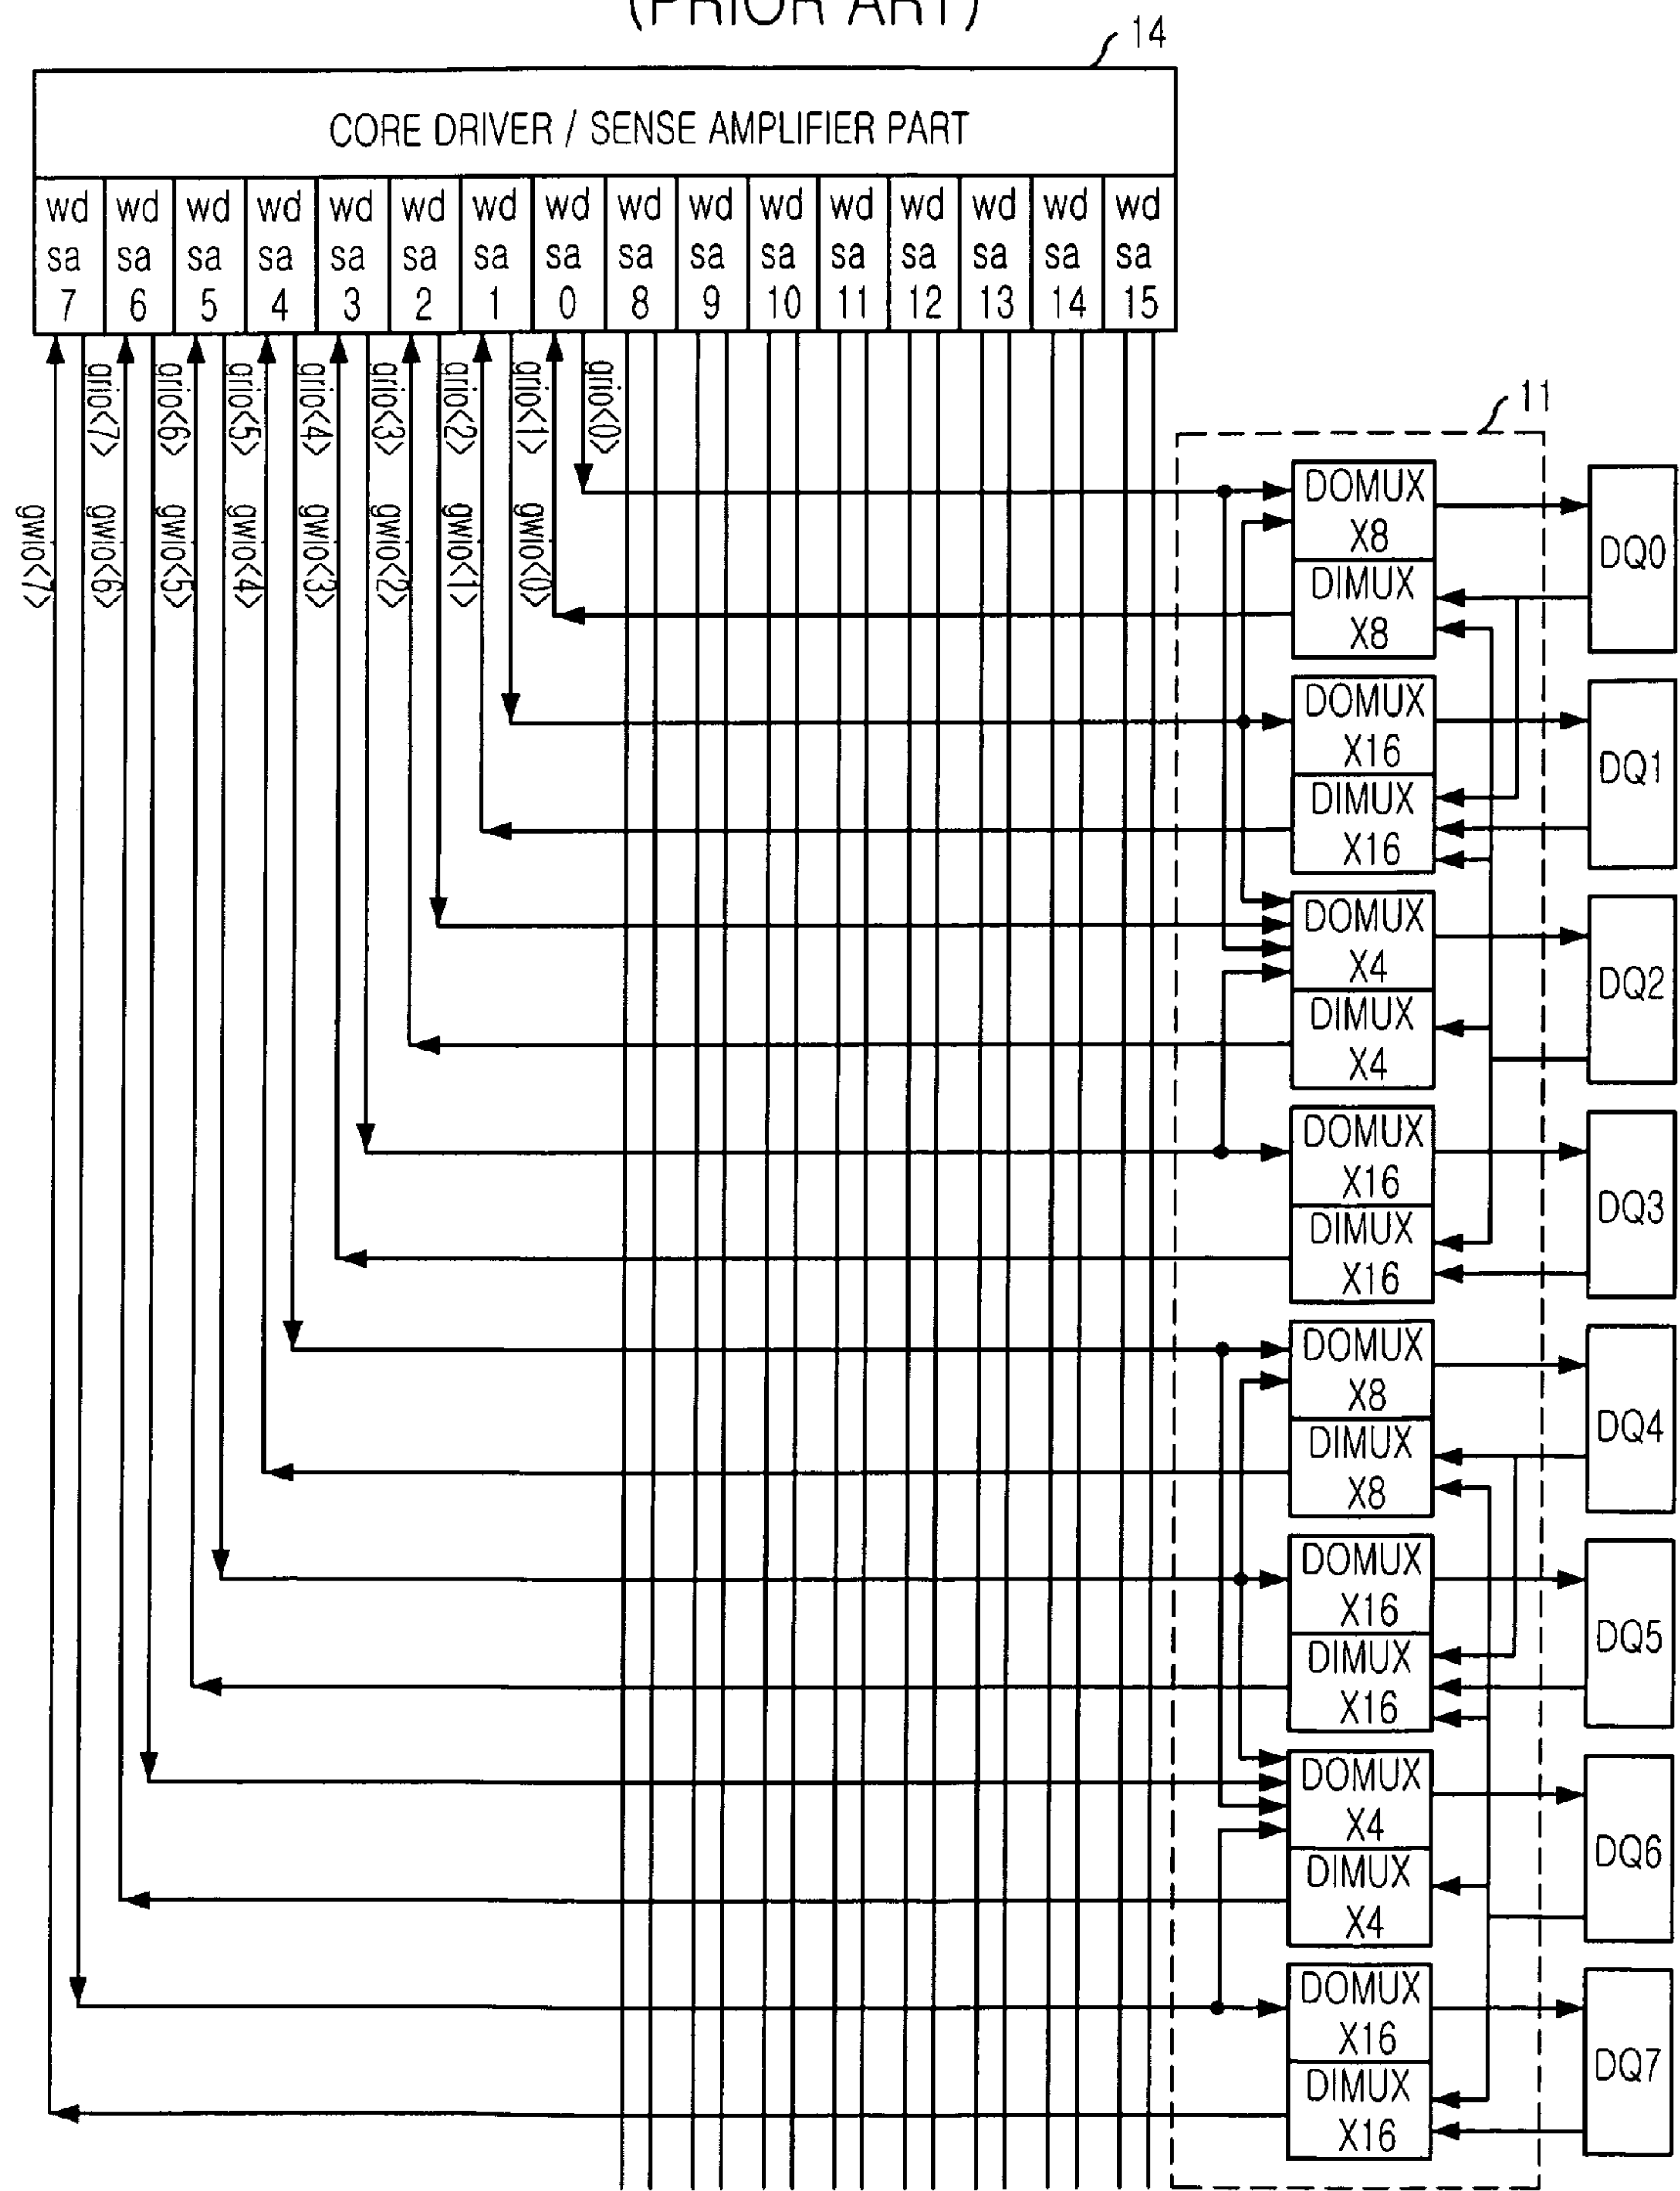 (PRIOR ART)
14
CORE DRIVER / SENSE AMPLIFIER PART
wd sa 7
wd sa 6
wd sa 5
wd sa 4
wd sa 3
wd sa 2
wd sa 1
wd sa 0
wd sa 8
wd sa 9
wd sa 10
wd sa 11
wd sa 12
wd sa 13
wd sa 14
wd sa 15
grio<7>
grio<6>
grio<5>
grio<4>
grio<3>
grio<2>
grio<1>
grio<0>
gwio<7>
gwio<6>
gwio<5>
gwio<4>
gwio<3>
gwio<2>
gwio<1>
gwio<0>
11
DOMUX
X8
DIMUX
X8
DQ0
DOMUX
X16
DIMUX
X16
DQ1
DOMUX
X4
DIMUX
X4
DQ2
DOMUX
X16
DIMUX
X16
DQ3
DOMUX
X8
DIMUX
X8
DQ4
DOMUX
X16
DIMUX
X16
DQ5
DOMUX
X4
DIMUX
X4
DQ6
DOMUX
X16
DIMUX
X16
DQ7